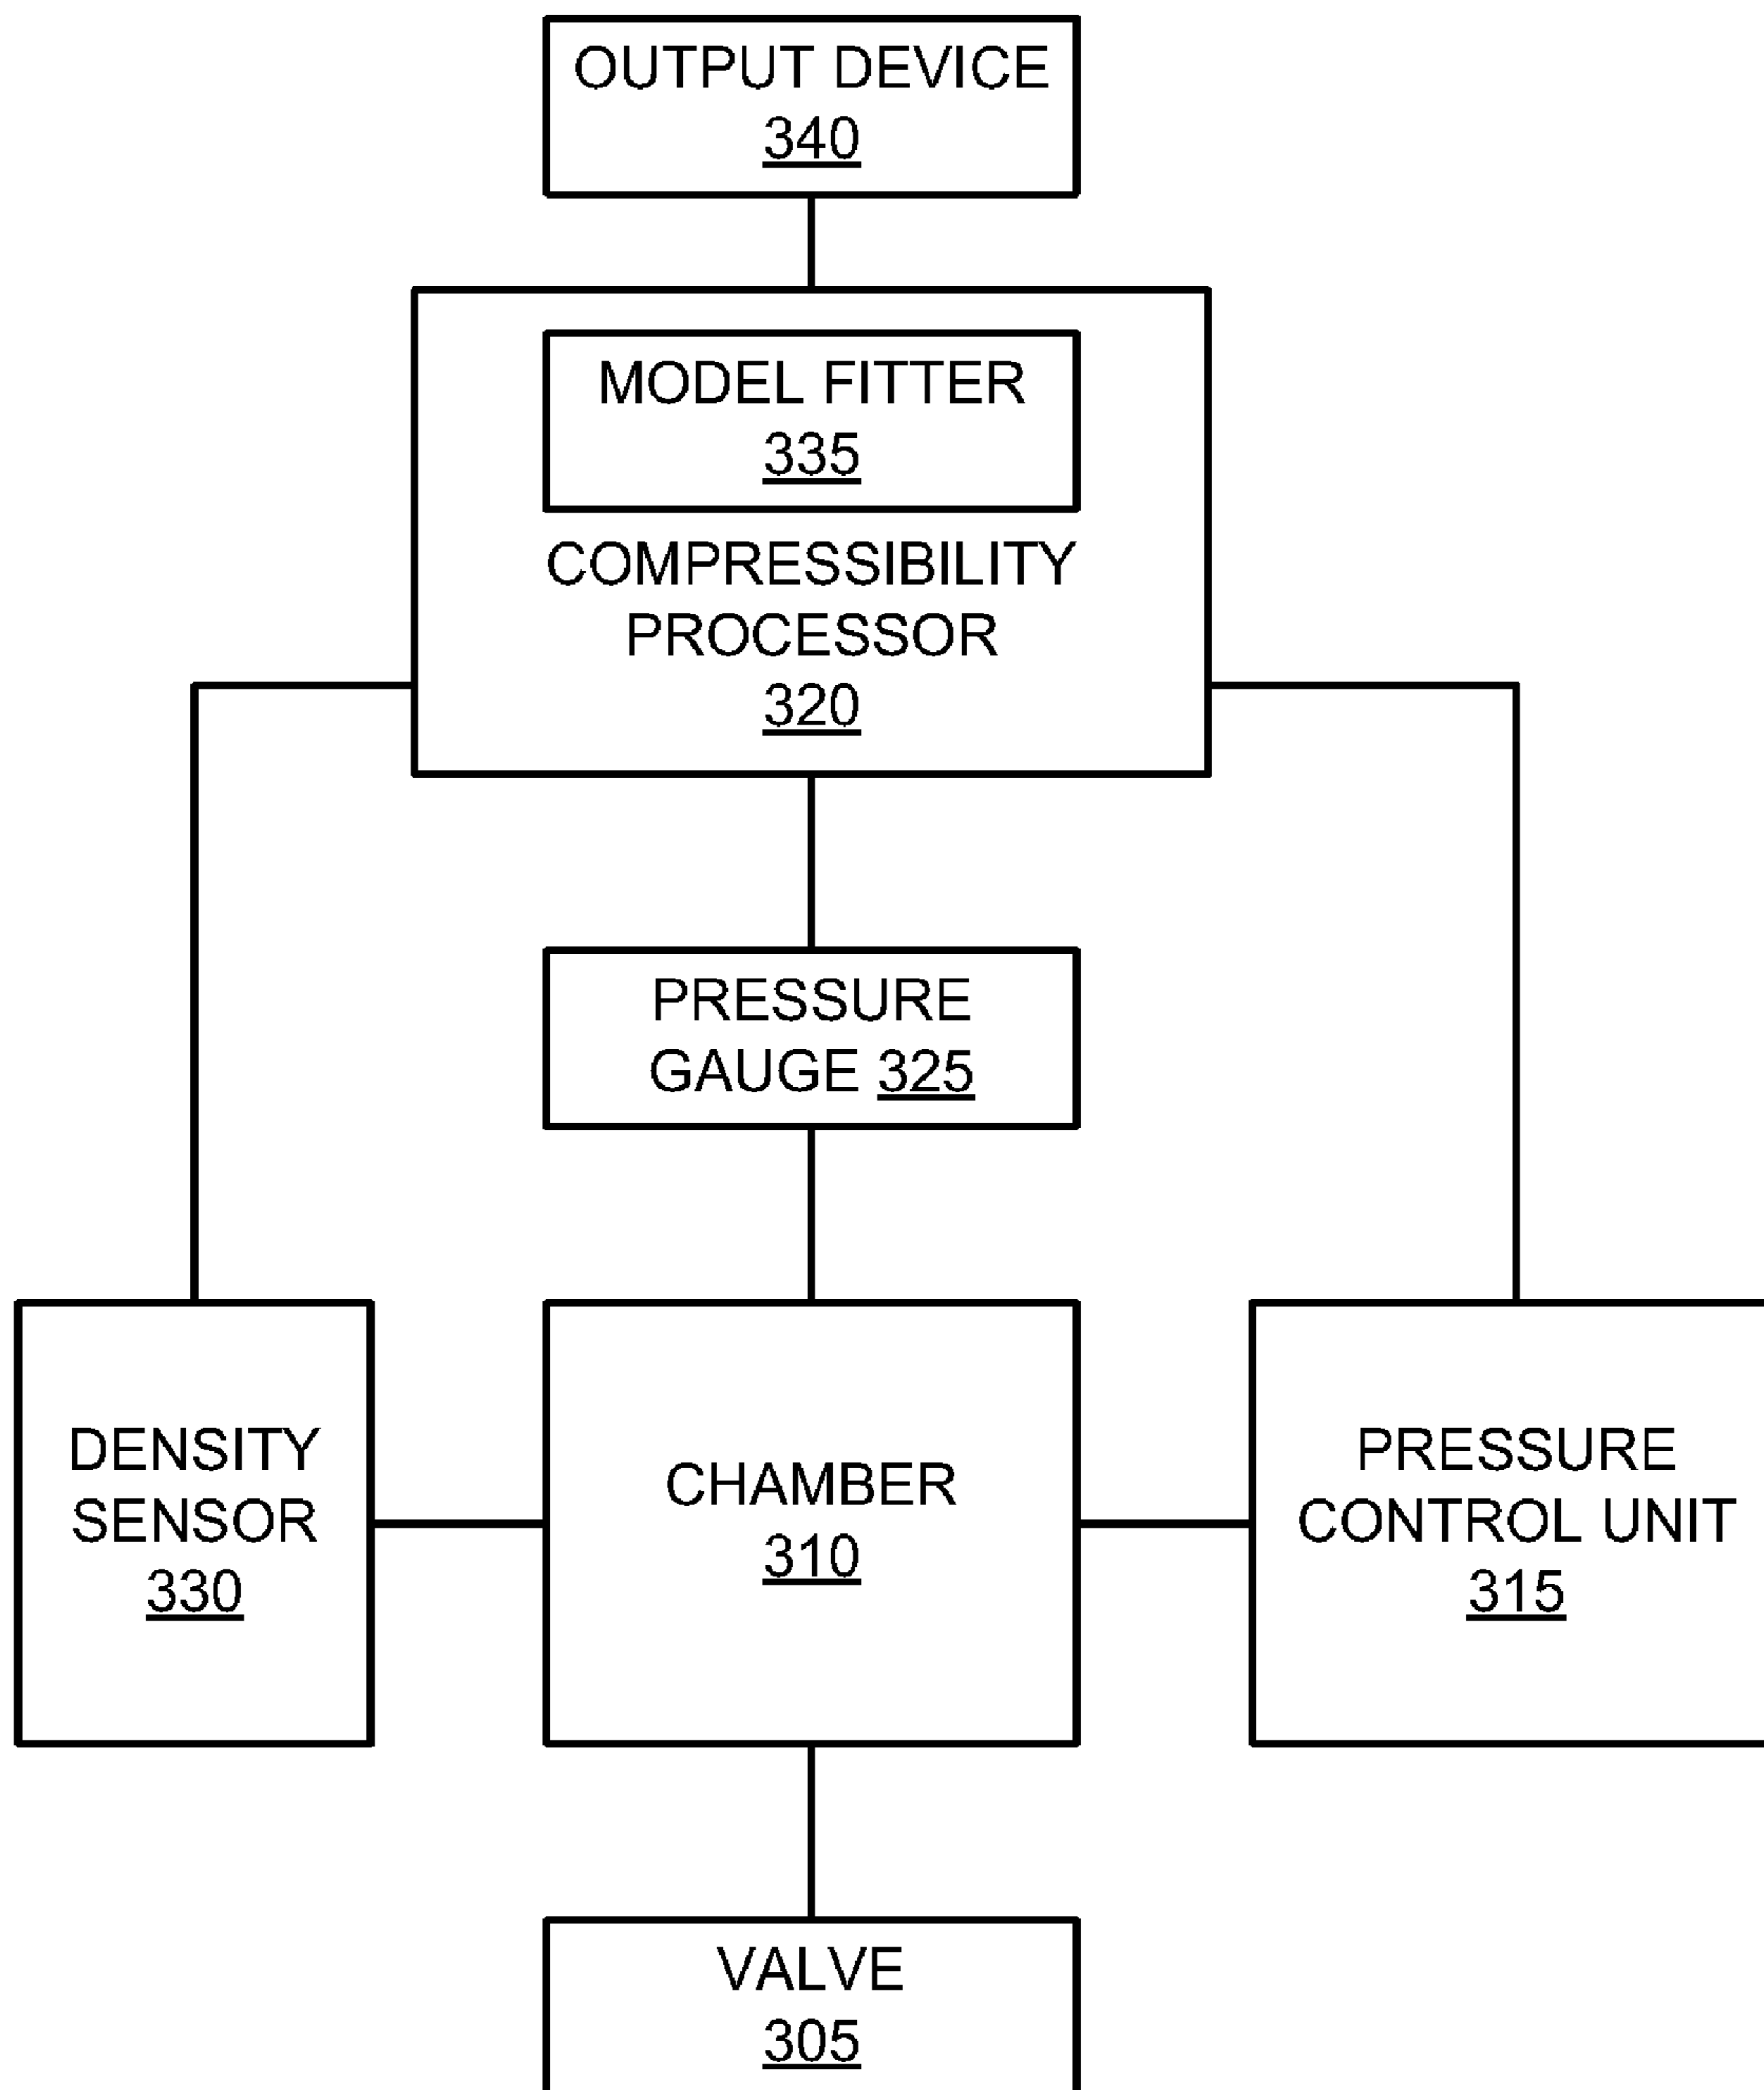 OUTPUT DEVICE
340
MODEL FITTER
335
COMPRESSIBILITY
PROCESSOR
320
PRESSURE
GAUGE 325
DENSITY
SENSOR
330
CHAMBER
310
PRESSURE
CONTROL UNIT
315
VALVE
305